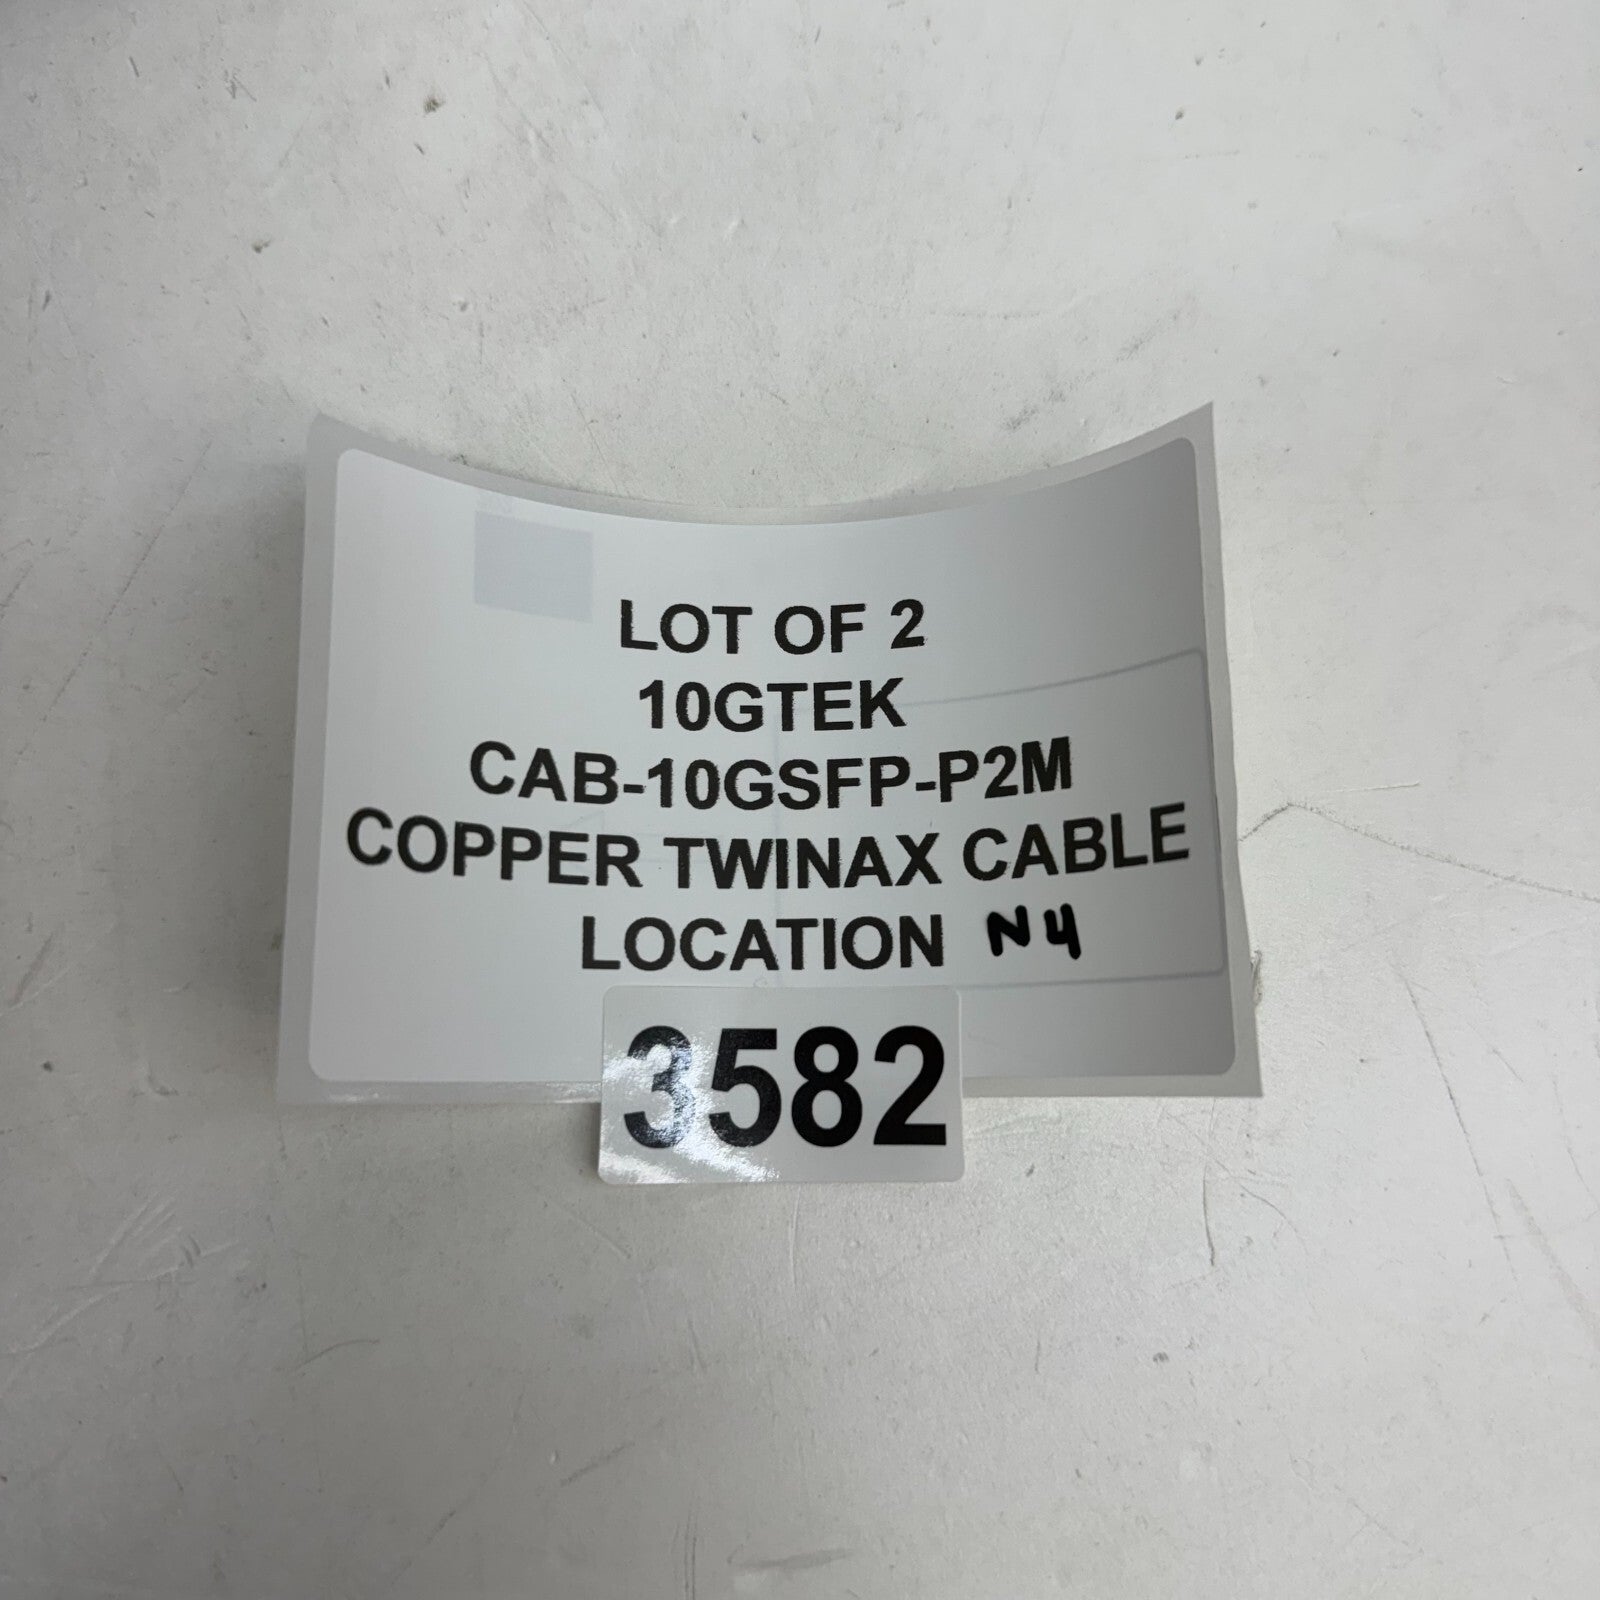 LOT OF 2
10GTEK
CAB-10GSFP-P2M
COPPER TWINAX CABLE
LOCATION N4
3582